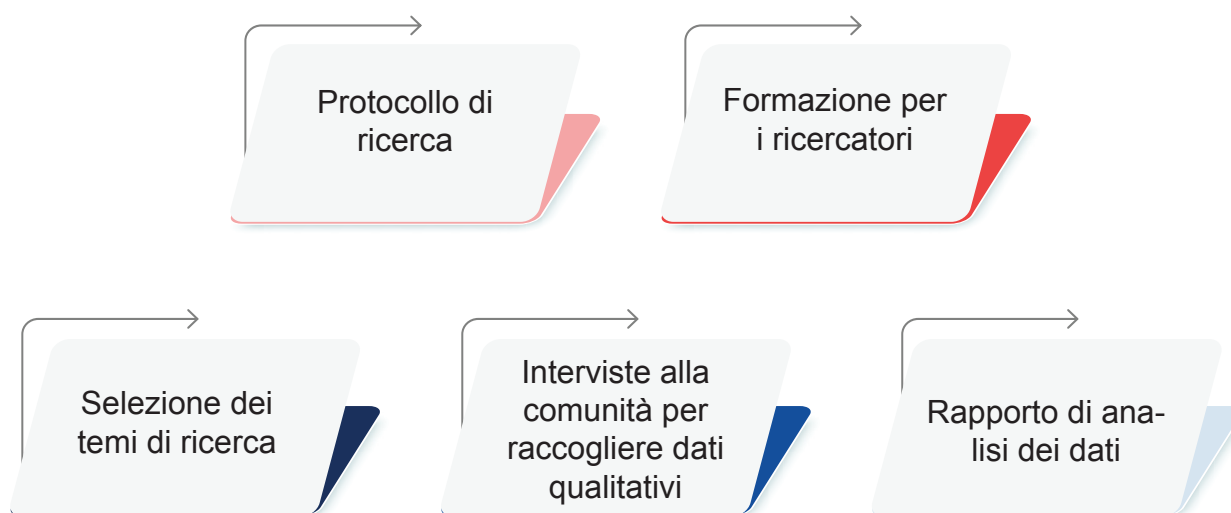 Protocollo di
ricerca
Formazione per
i ricercatori
Selezione dei
temi di ricerca
Interviste alla
comunità per
raccogliere dati
qualitativi
Rapporto di ana-
lisi dei dati